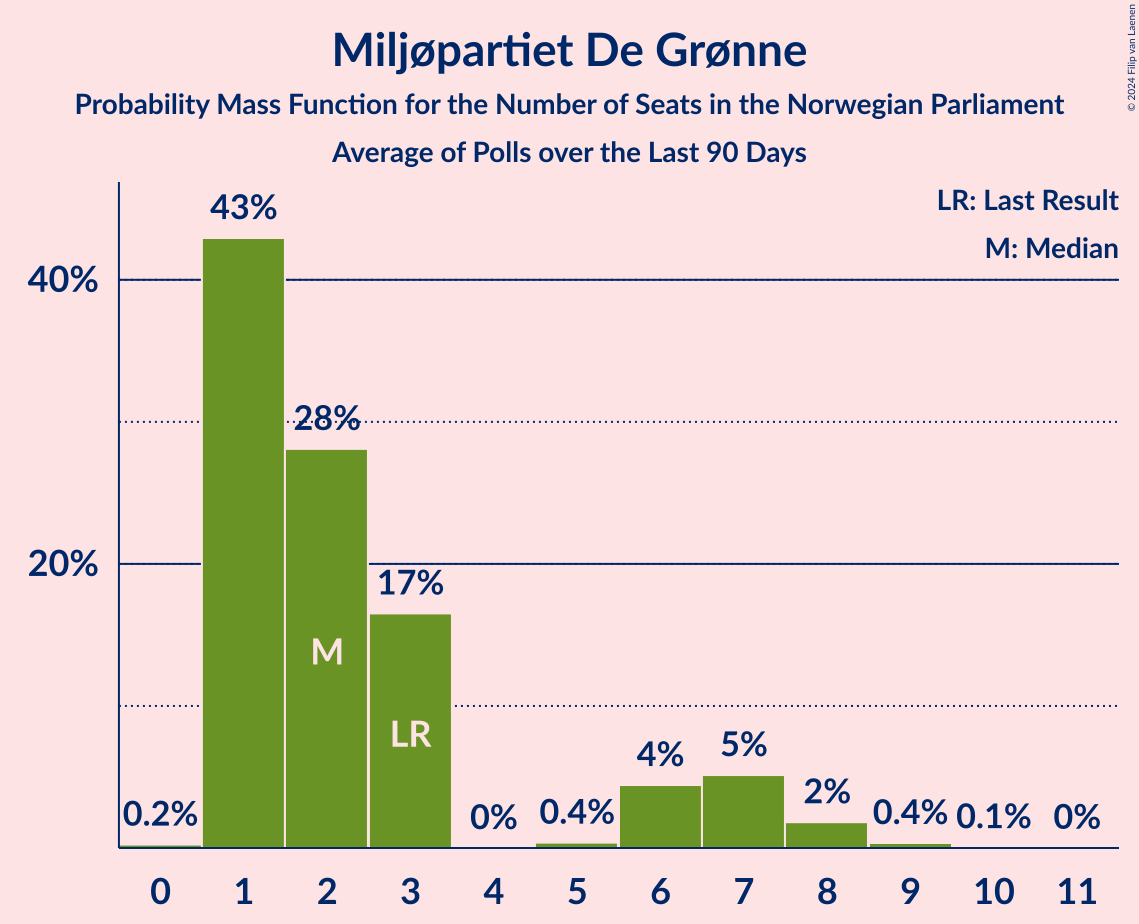 Miljøpartiet De Grønne
Probability Mass Function for the Number of Seats in the Norwegian Parliament
Average of Polls over the Last 90 Days
© 2024 Filip van Laenen
LR: Last Result
M: Median
43%
40%
28%
20%
17%
M
LR
0.2%
0%
0.4%
4%
5%
2%
0.4%
0.1%
0%
0 1 2 3 4 5 6 7 8 9 10 11